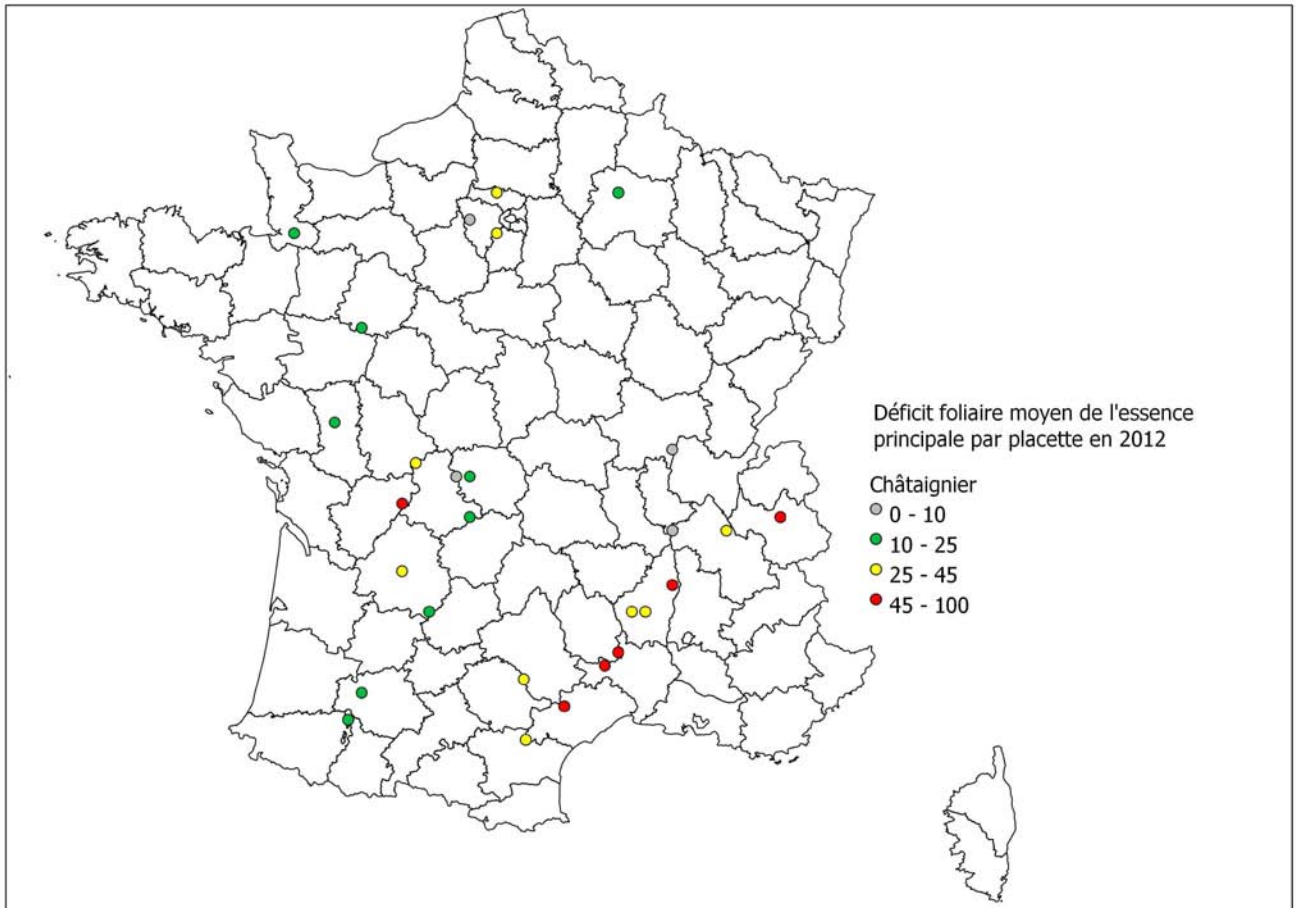 Déficit foliaire moyen de l'essence
principale par placette en 2012
Châtaignier
0 - 10
10 - 25
25 - 45
45 - 100